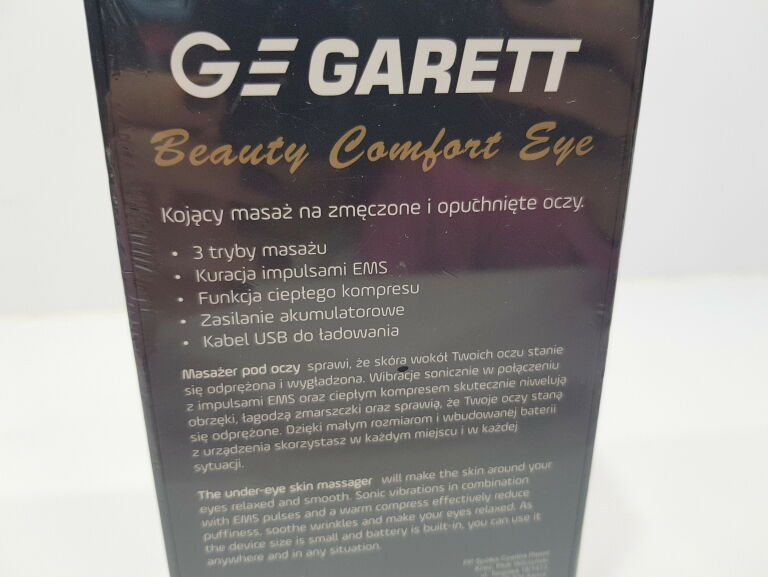 GE GARETT
Beauty Comfort Eye
Kojący masaż na zmęczone i opuchnięte oczy.
• 3 tryby masażu
• Kuracja impulsami EMS
• Funkcja ciepłego kompresu
• Zasilanie akumulatorowe
• Kabel USB do ładowania
Masażer pod oczy sprawi, że skóra wokół Twoich oczu stanie
się odprężona i wygładzona. Wibracje sonicznie w połączeniu
z impulsami EMS oraz ciepłym kompresem skutecznie niwelują
obrzęki, łagodzą zmarszczki oraz sprawią, że Twoje oczy staną
się odprężone. Dzięki małym rozmiarom i wbudowanej baterii
z urządzenia skorzystasz w każdym miejscu i w każdej
sytuacji.
The under-eye skin massager will make the skin around your
eyes relaxed and smooth. Sonic vibrations in combination
with EMS pulses and a warm compress effectively reduce
puffiness, soothe wrinkles and make your eyes relaxed. As
the device size is small and battery is built-in, you can use it
anywhere and in any situation.